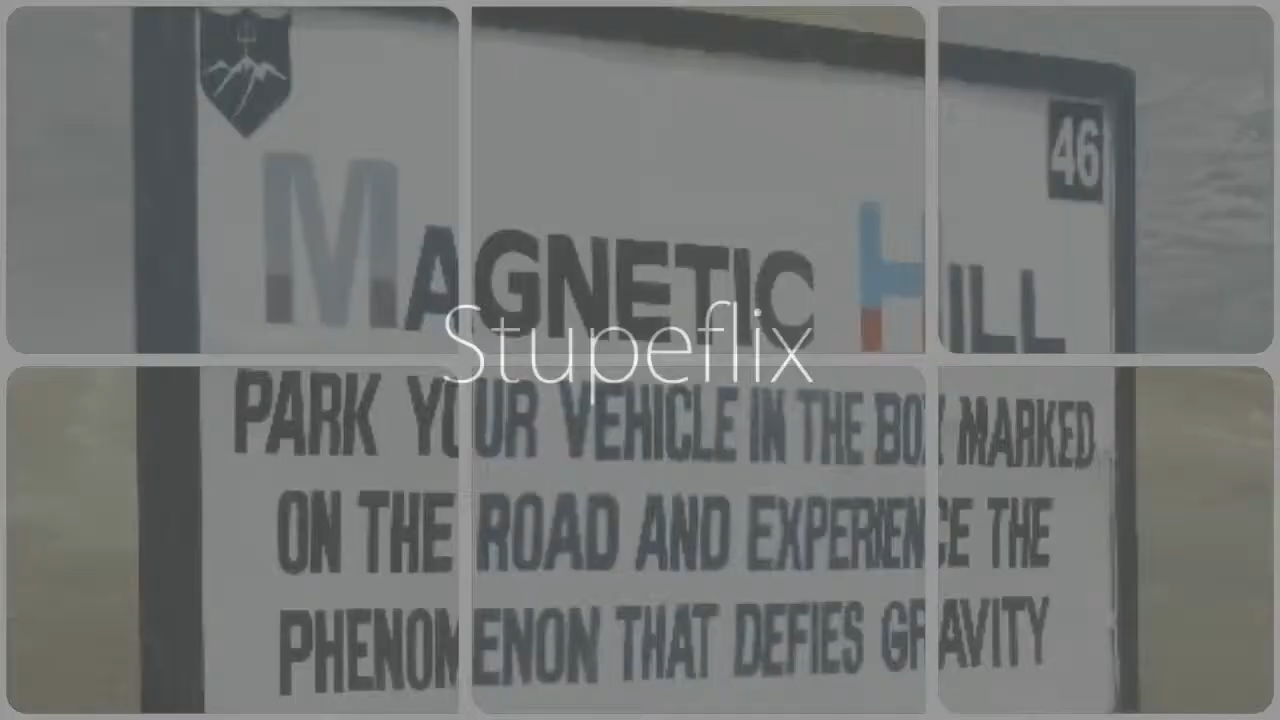 46
MAGNETIC HILL
Stupeflix
PARK YOUR VEHICLE IN THE BOX MARKED
ON THE ROAD AND EXPERIENCE THE
PHENOMENON THAT DEFIES GRAVITY